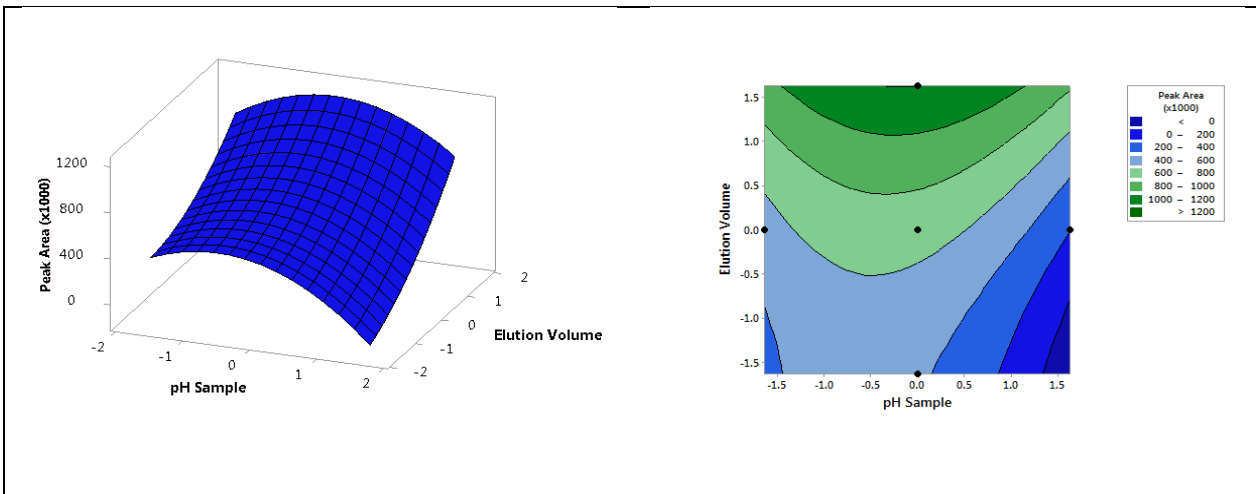 1200
800
400
0
Peak Area (x1000)
-2
-1
0
1
2
pH Sample
-2
-1
0
1
2
Elution Volume
1.5
1.0
0.5
0.0
-0.5
-1.0
-1.5
Elution Volume
-1.5 -1.0 -0.5 0.0 0.5 1.0 1.5
pH Sample
Peak Area
(x1000)
< 0
0 – 200
200 – 400
400 – 600
600 – 800
800 – 1000
1000 – 1200
> 1200